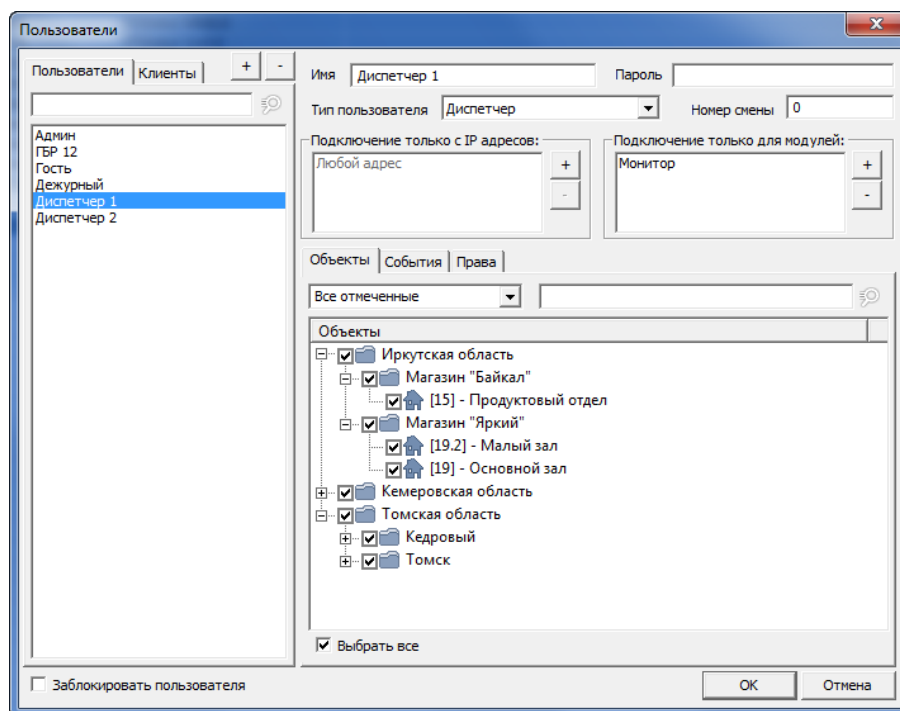 Пользователи
Пользователи Клиенты + -
Имя Диспетчер 1 Пароль
Тип пользователя Диспетчер Номер смены 0
Админ
ГБР 12
Гость
Дежурный
Диспетчер 1
Диспетчер 2
Подключение только с IP адресов: Подключение только для модулей:
Любой адрес + Монитор +
- -
Объекты События Права
Все отмеченные
Объекты
Иркутская область
Магазин "Байкал"
[15] - Продуктовый отдел
Магазин "Яркий"
[19.2] - Малый зал
[19] - Основной зал
Кемеровская область
Томская область
Кедровый
Томск
Выбрать все
Заблокировать пользователя
OK Отмена